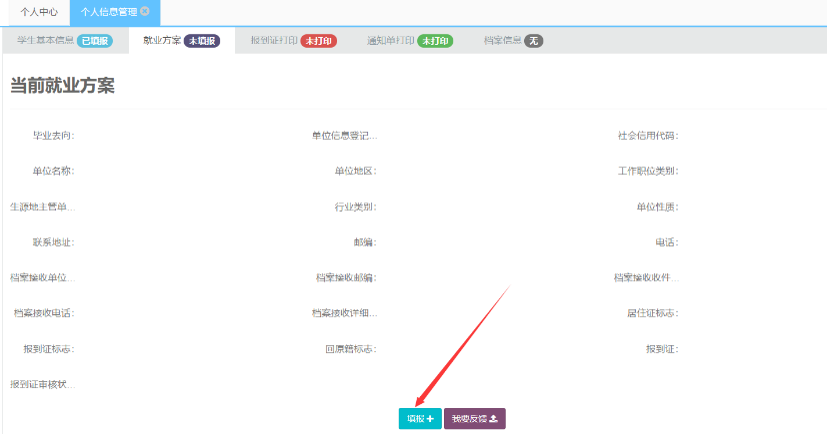 个人中心 个人信息管理
学生基本信息 已填报 就业方案 未填报 报到证打印 未打印 通知单打印 未打印 档案信息 无
当前就业方案
毕业去向: 单位信息登记... 社会信用代码:
单位名称: 单位地区: 工作职位类别:
生源地主管单... 行业类别: 单位性质:
联系地址: 邮编: 电话:
档案接收单位... 档案接收邮编: 档案接收收件...
档案接收电话: 档案接收详细... 居住证标志:
报到证标志: 回原籍标志: 报到证:
报到证审核状...
填报 + 我要反馈